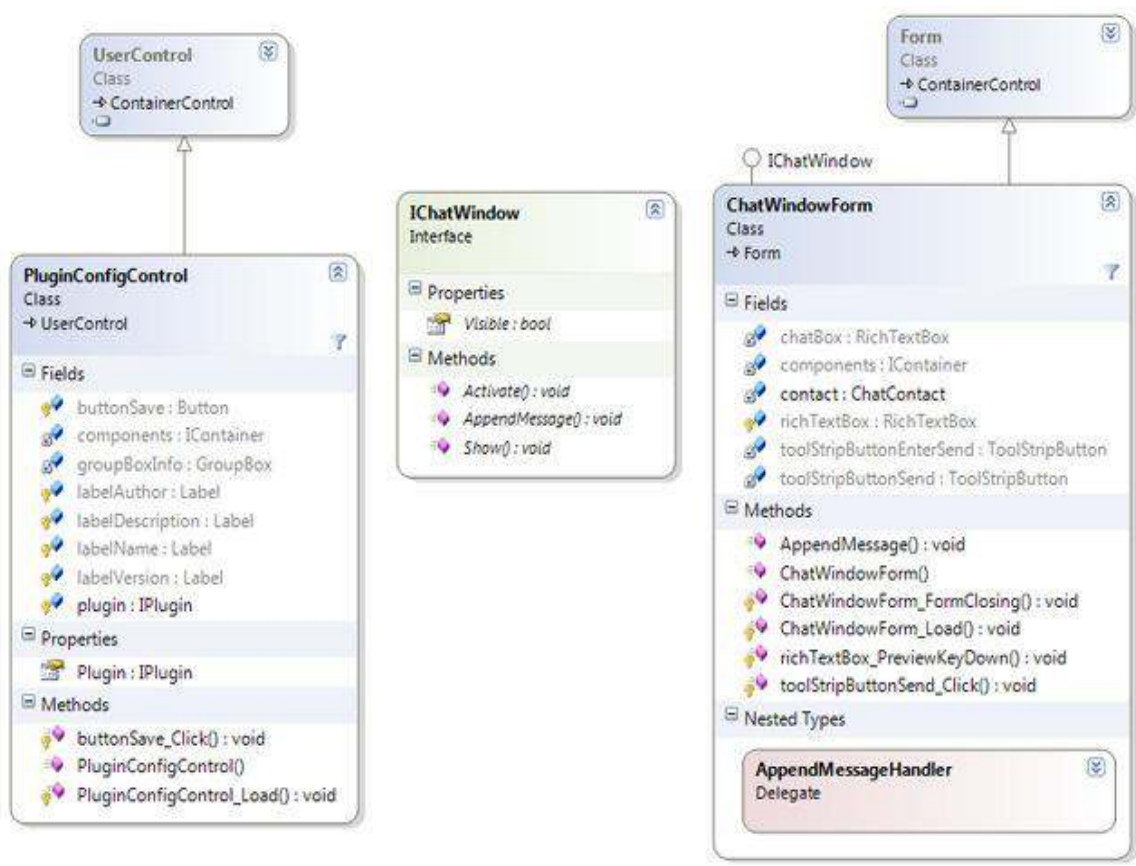 UserControl
Class
ContainerControl
PluginConfigControl
Class
UserControl
Fields
buttonSave : Button
components : IContainer
groupBoxInfo : GroupBox
labelAuthor : Label
labelDescription : Label
labelName : Label
labelVersion : Label
plugin : IPlugin
Properties
Plugin : IPlugin
Methods
buttonSave_Click() : void
PluginConfigControl()
PluginConfigControl_Load() : void
IChatWindow
Interface
Properties
Visible : bool
Methods
Activate() : void
AppendMessage() : void
Show() : void
Form
Class
ContainerControl
IChatWindow
ChatWindowForm
Class
Form
Fields
chatBox : RichTextBox
components : IContainer
contact : ChatContact
richTextBox : RichTextBox
toolStripButtonEnterSend : ToolStripButton
toolStripButtonSend : ToolStripButton
Methods
AppendMessage() : void
ChatWindowForm()
ChatWindowForm_FormClosing() : void
ChatWindowForm_Load() : void
richTextBox_PreviewKeyDown() : void
toolStripButtonSend_Click() : void
Nested Types
AppendMessageHandler
Delegate